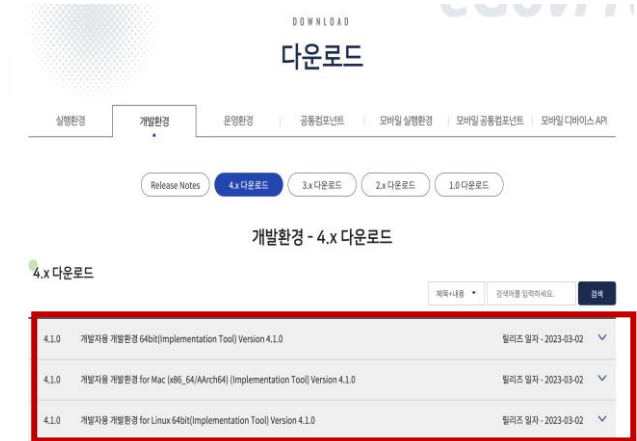 DOWNLOAD
다운로드
실행환경 개발환경 운영환경 공통컴포넌트 모바일 실행환경 모바일 공통컴포넌트 모바일 디바이스 API
Release Notes 4.x 다운로드 3.x 다운로드 2.x 다운로드 1.0 다운로드
개발환경 - 4.x 다운로드
4.x 다운로드
제목+내용 검색어를 입력하세요. 검색
4.1.0 개발자용 개발환경 64bit(Implementation Tool) Version 4.1.0 릴리즈 일자 - 2023-03-02
4.1.0 개발자용 개발환경 for Mac (x86_64/AArch64) (Implementation Tool) Version 4.1.0 릴리즈 일자 - 2023-03-02
4.1.0 개발자용 개발환경 for Linux 64bit(Implementation Tool) Version 4.1.0 릴리즈 일자 - 2023-03-02